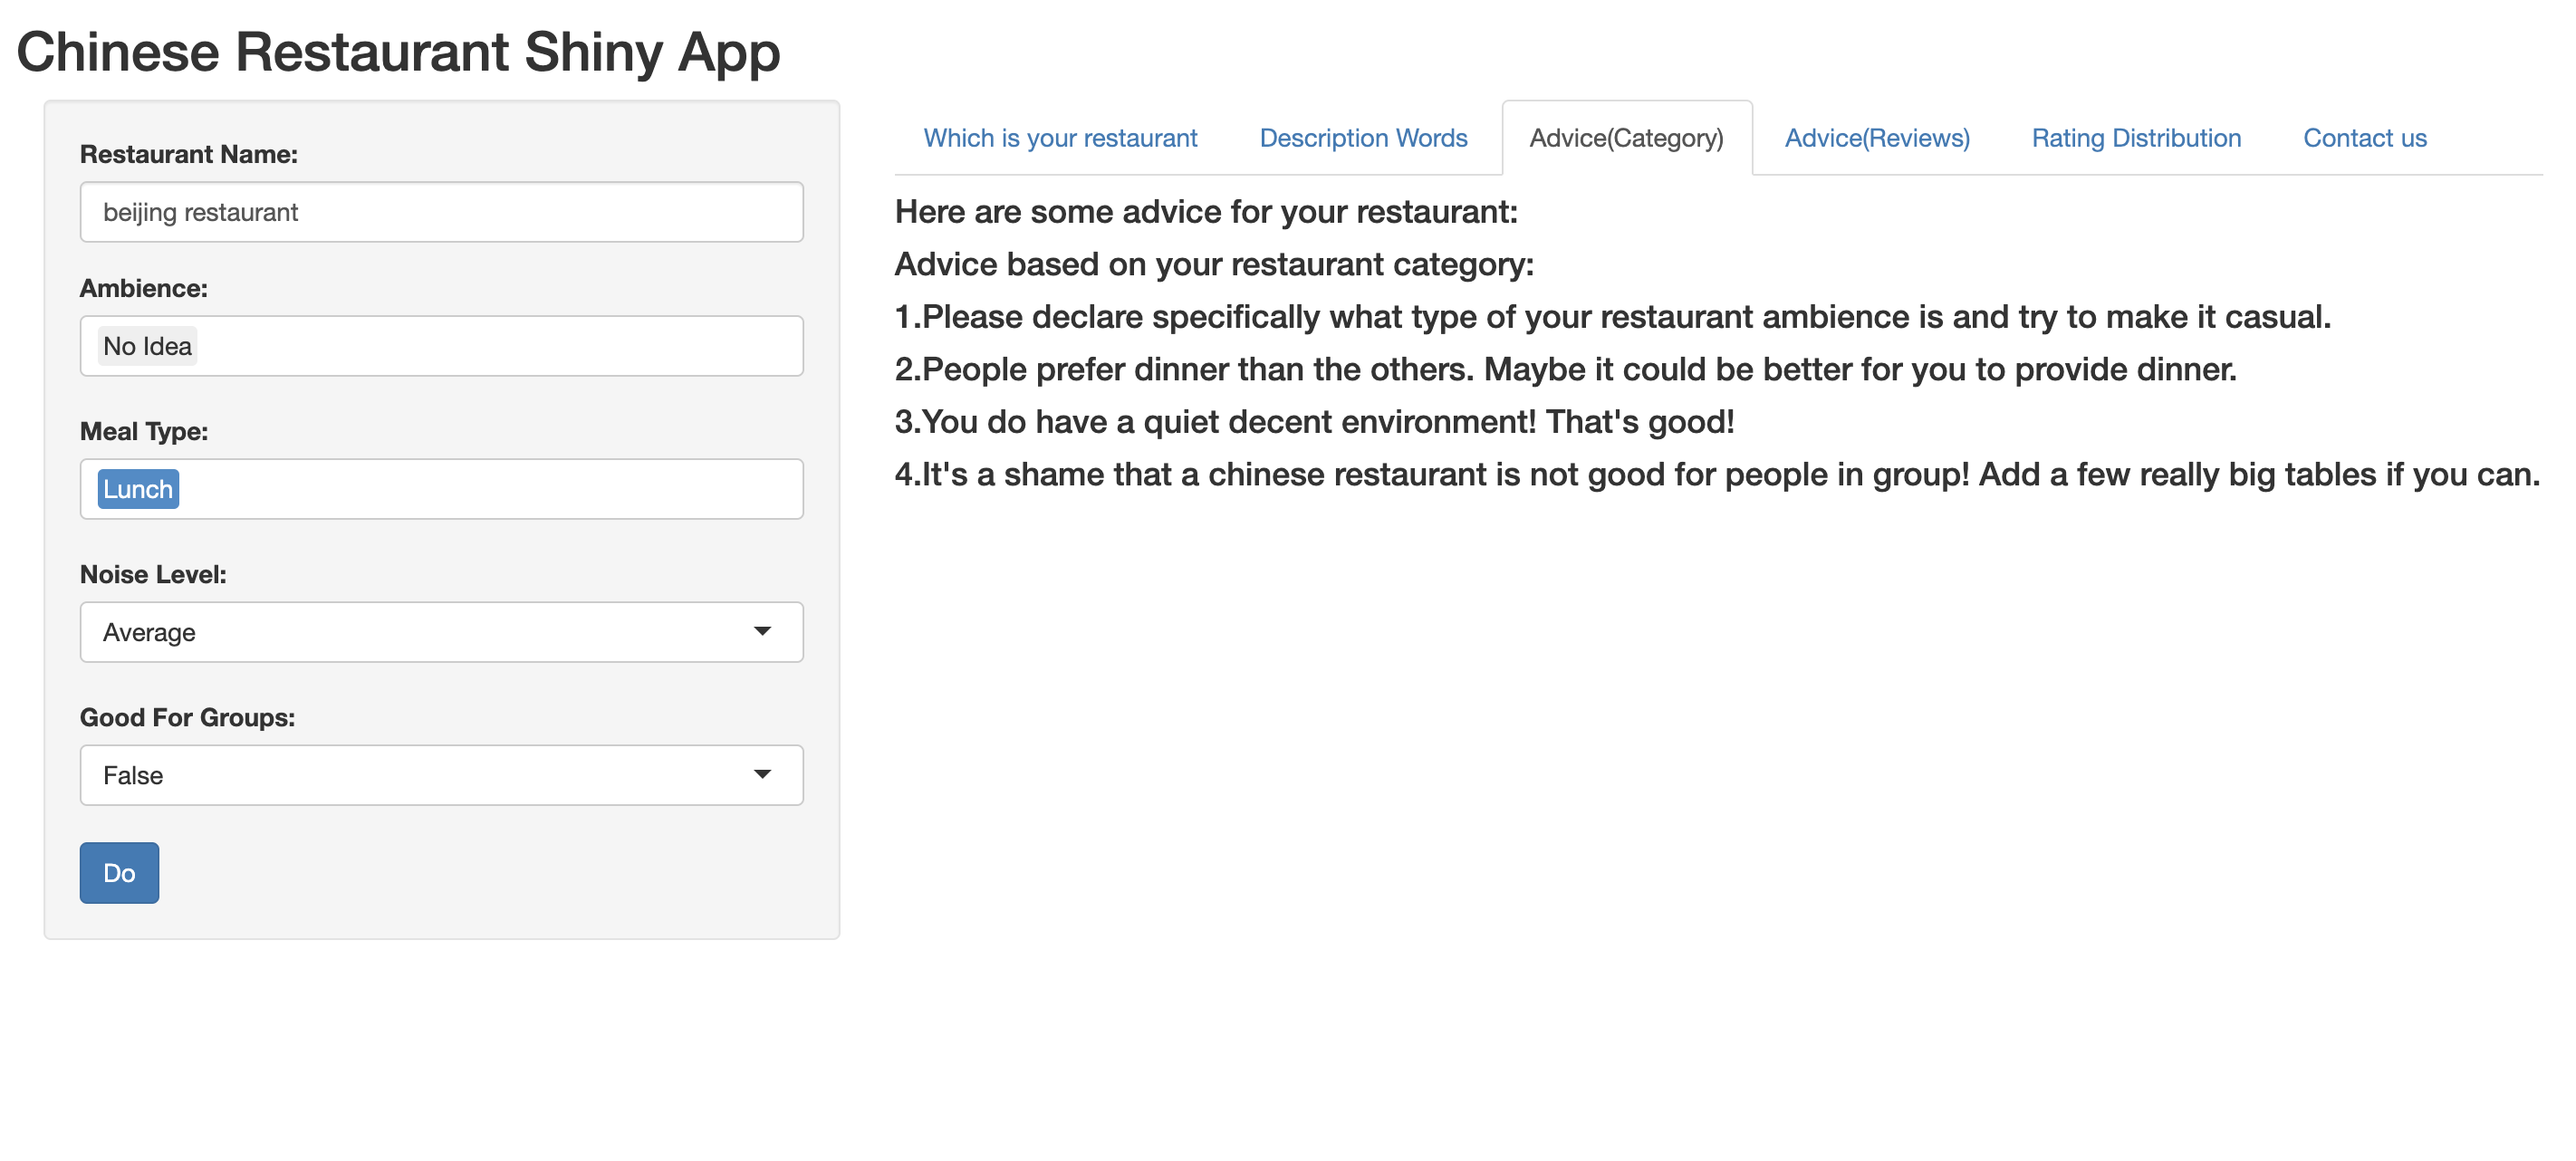 Chinese Restaurant Shiny App
Restaurant Name:
beijing restaurant
Ambience:
No Idea
Meal Type:
Lunch
Noise Level:
Average
Good For Groups:
False
Do
Which is your restaurant
Description Words
Advice(Category)
Advice(Reviews)
Rating Distribution
Contact us
Here are some advice for your restaurant:
Advice based on your restaurant category:
1.Please declare specifically what type of your restaurant ambience is and try to make it casual.
2.People prefer dinner than the others. Maybe it could be better for you to provide dinner.
3.You do have a quiet decent environment! That's good!
4.It's a shame that a chinese restaurant is not good for people in group! Add a few really big tables if you can.